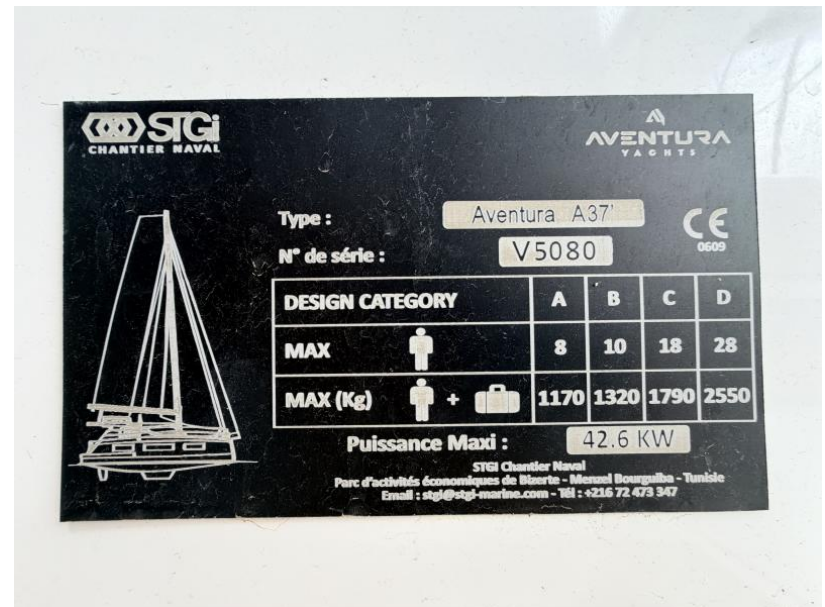 STGi
CHANTIER NAVAL
AVENTURA
YACHTS
Type : Aventura A37'
CE
0609
N° de série : V5080
DESIGN CATEGORY A B C D
MAX 8 10 18 28
MAX (Kg) + 1170 1320 1790 2550
Puissance Maxi : 42.6 KW
STGI Chantier Naval
Parc d'activités économiques de Bizerte - Menzel Bourguiba - Tunisie
Email : stgi@stgi-marine.com - Tél : +216 72 473 347